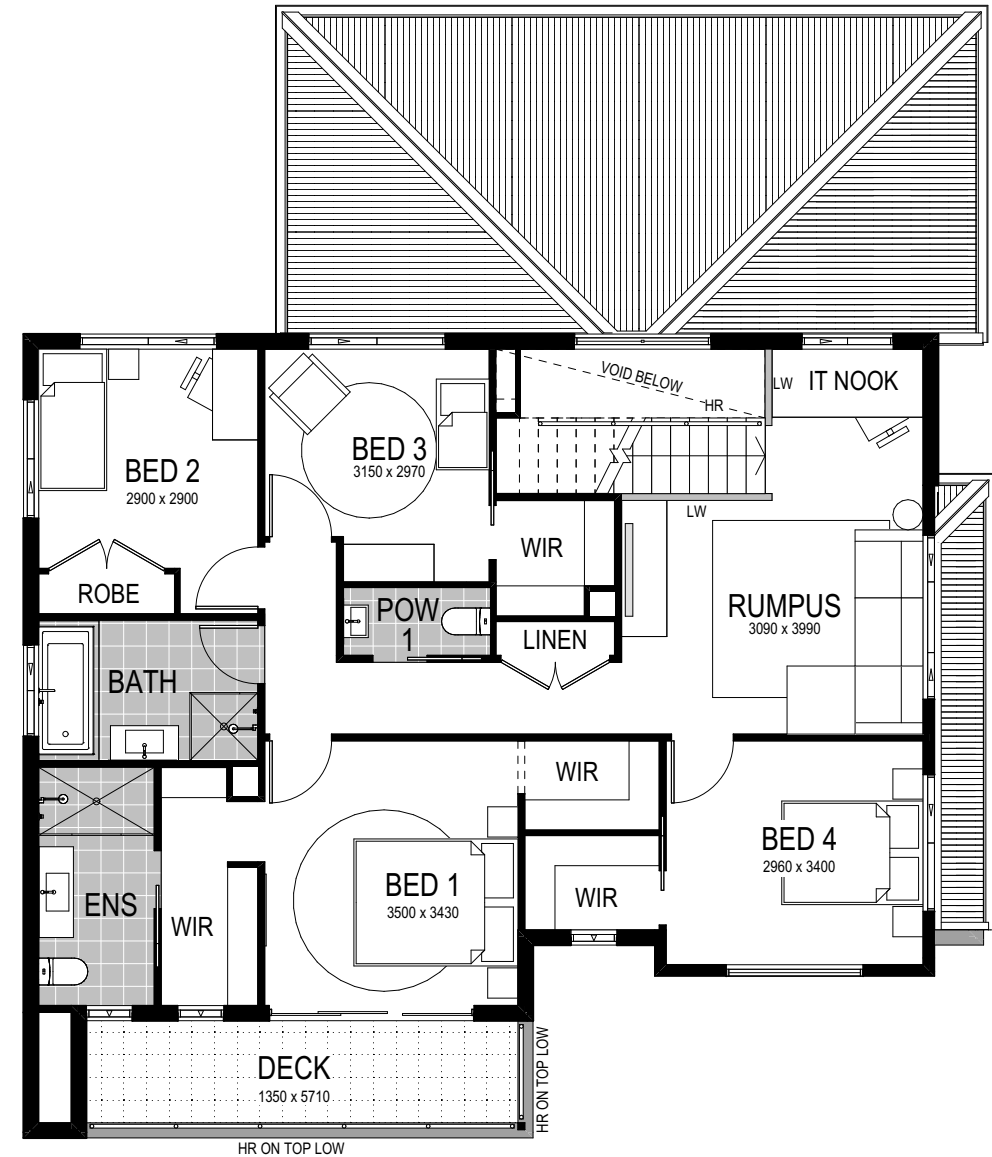 VOID BELOW
LW
IT NOOK
HR
BED 3
3150 x 2970
BED 2
2900 x 2900
LW
WIR
ROBE
POW
1
RUMPUS
3090 x 3990
LINEN
BATH
WIR
BED 4
2960 x 3400
BED 1
3500 x 3430
WIR
ENS
WIR
DECK
1350 x 5710
HR ON TOP LOW
HR ON TOP LOW